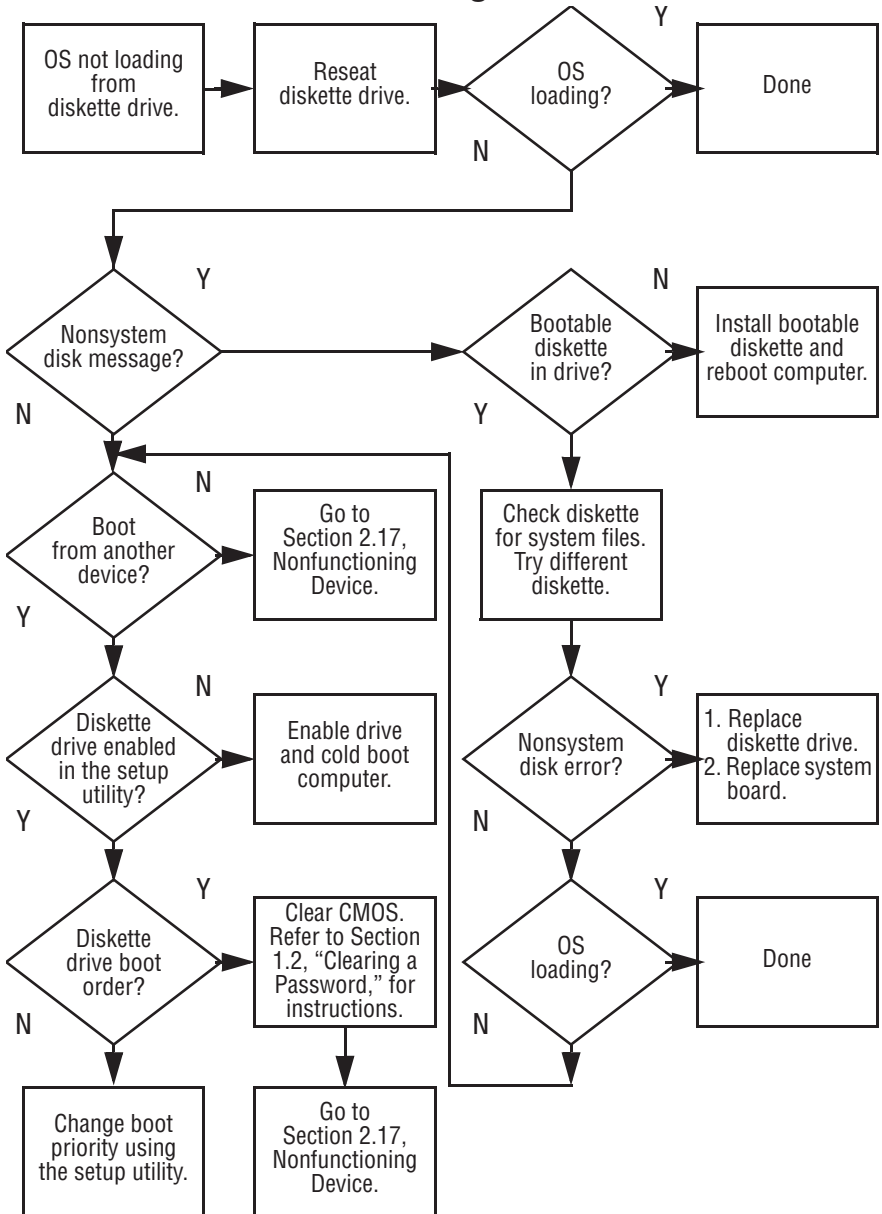 OS not loading
from
diskette drive.
Reseat
diskette drive.
OS
loading?
Y
N
Done
Nonsystem
disk message?
Y
N
Bootable
diskette
in drive?
N
Y
Install bootable
diskette and
reboot computer.
Boot
from another
device?
N
Y
Go to
Section 2.17,
Nonfunctioning
Device.
Check diskette
for system files.
Try different
diskette.
Diskette
drive enabled
in the setup
utility?
N
Y
Enable drive
and cold boot
computer.
Nonsystem
disk error?
Y
N
1. Replace
diskette drive.
2. Replace system
board.
Diskette
drive boot
order?
Y
N
Clear CMOS.
Refer to Section
1.2, “Clearing a
Password,” for
instructions.
OS
loading?
Y
N
Done
Change boot
priority using
the setup utility.
Go to
Section 2.17,
Nonfunctioning
Device.